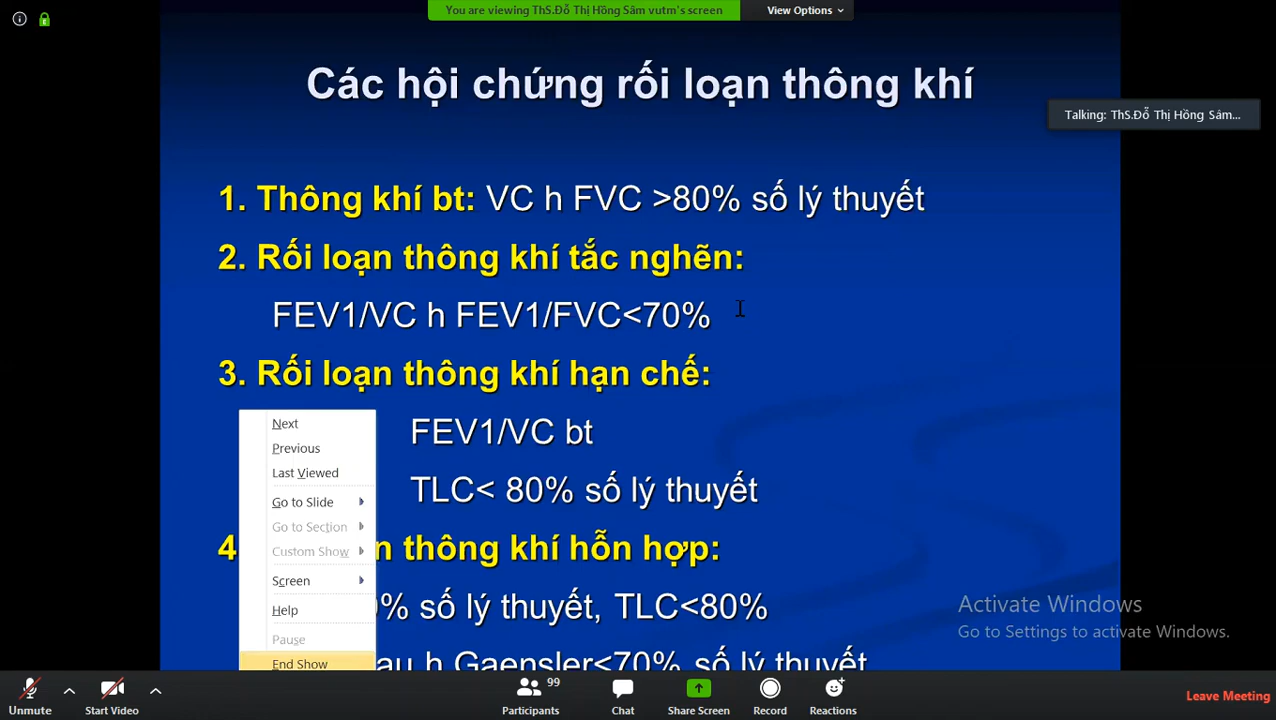 You are viewing ThS.Đỗ Thị Hồng Sâm vutm's screen
View Options
Các hội chứng rối loạn thông khí
Talking: ThS.Đỗ Thị Hồng Sâm...
1. Thông khí bt: VC h FVC >80% số lý thuyết
2. Rối loạn thông khí tắc nghẽn:
FEV1/VC h FEV1/FVC<70%
3. Rối loạn thông khí hạn chế:
FEV1/VC bt
TLC< 80% số lý thuyết
4 n thông khí hỗn hợp:
0% số lý thuyết, TLC<80%
au h Gaensler<70% số lý thuyết
Next
Previous
Last Viewed
Go to Slide
Go to Section
Custom Show
Screen
Help
Pause
End Show
Activate Windows
Go to Settings to activate Windows.
Unmute
Start Video
Participants
99
Chat
Share Screen
Record
Reactions
Leave Meeting